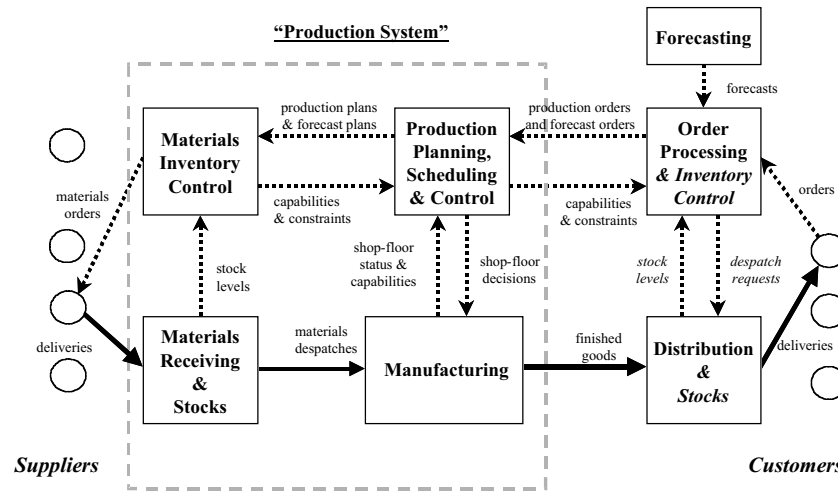 “Production System”
Forecasting
forecasts
production plans
& forecast plans
production orders
and forecast orders
Materials
Inventory
Control
Production
Planning,
Scheduling
& Control
Order
Processing
& Inventory
Control
materials
orders
capabilities
& constraints
capabilities
& constraints
orders
stock
levels
shop-floor
status &
capabilities
shop-floor
decisions
stock
levels
despatch
requests
deliveries
Materials
Receiving
&
Stocks
materials
despatches
Manufacturing
finished
goods
Distribution
&
Stocks
deliveries
Suppliers
Customers